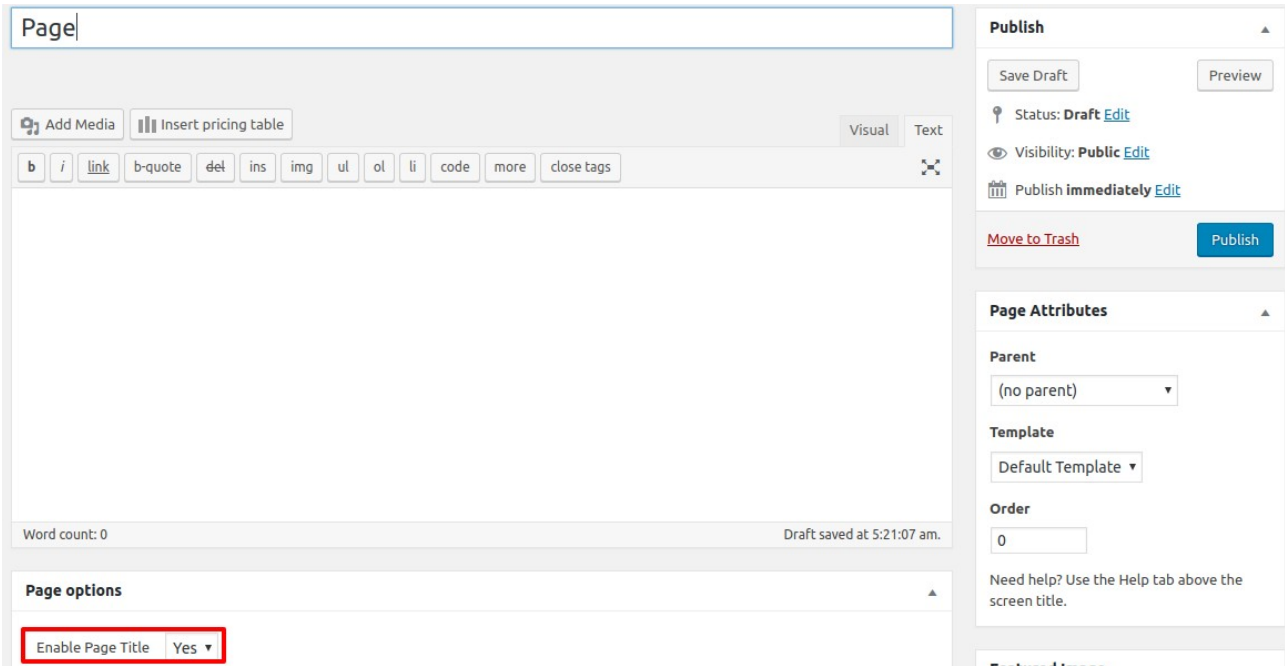 Page
Add Media Insert pricing table
Visual Text
b i link b-quote del ins img ul ol li code more close tags
Word count: 0 Draft saved at 5:21:07 am.
Page options
Enable Page Title Yes
Publish
Save Draft Preview
Status: Draft Edit
Visibility: Public Edit
Publish immediately Edit
Move to Trash Publish
Page Attributes
Parent
(no parent)
Template
Default Template
Order
0
Need help? Use the Help tab above the
screen title.